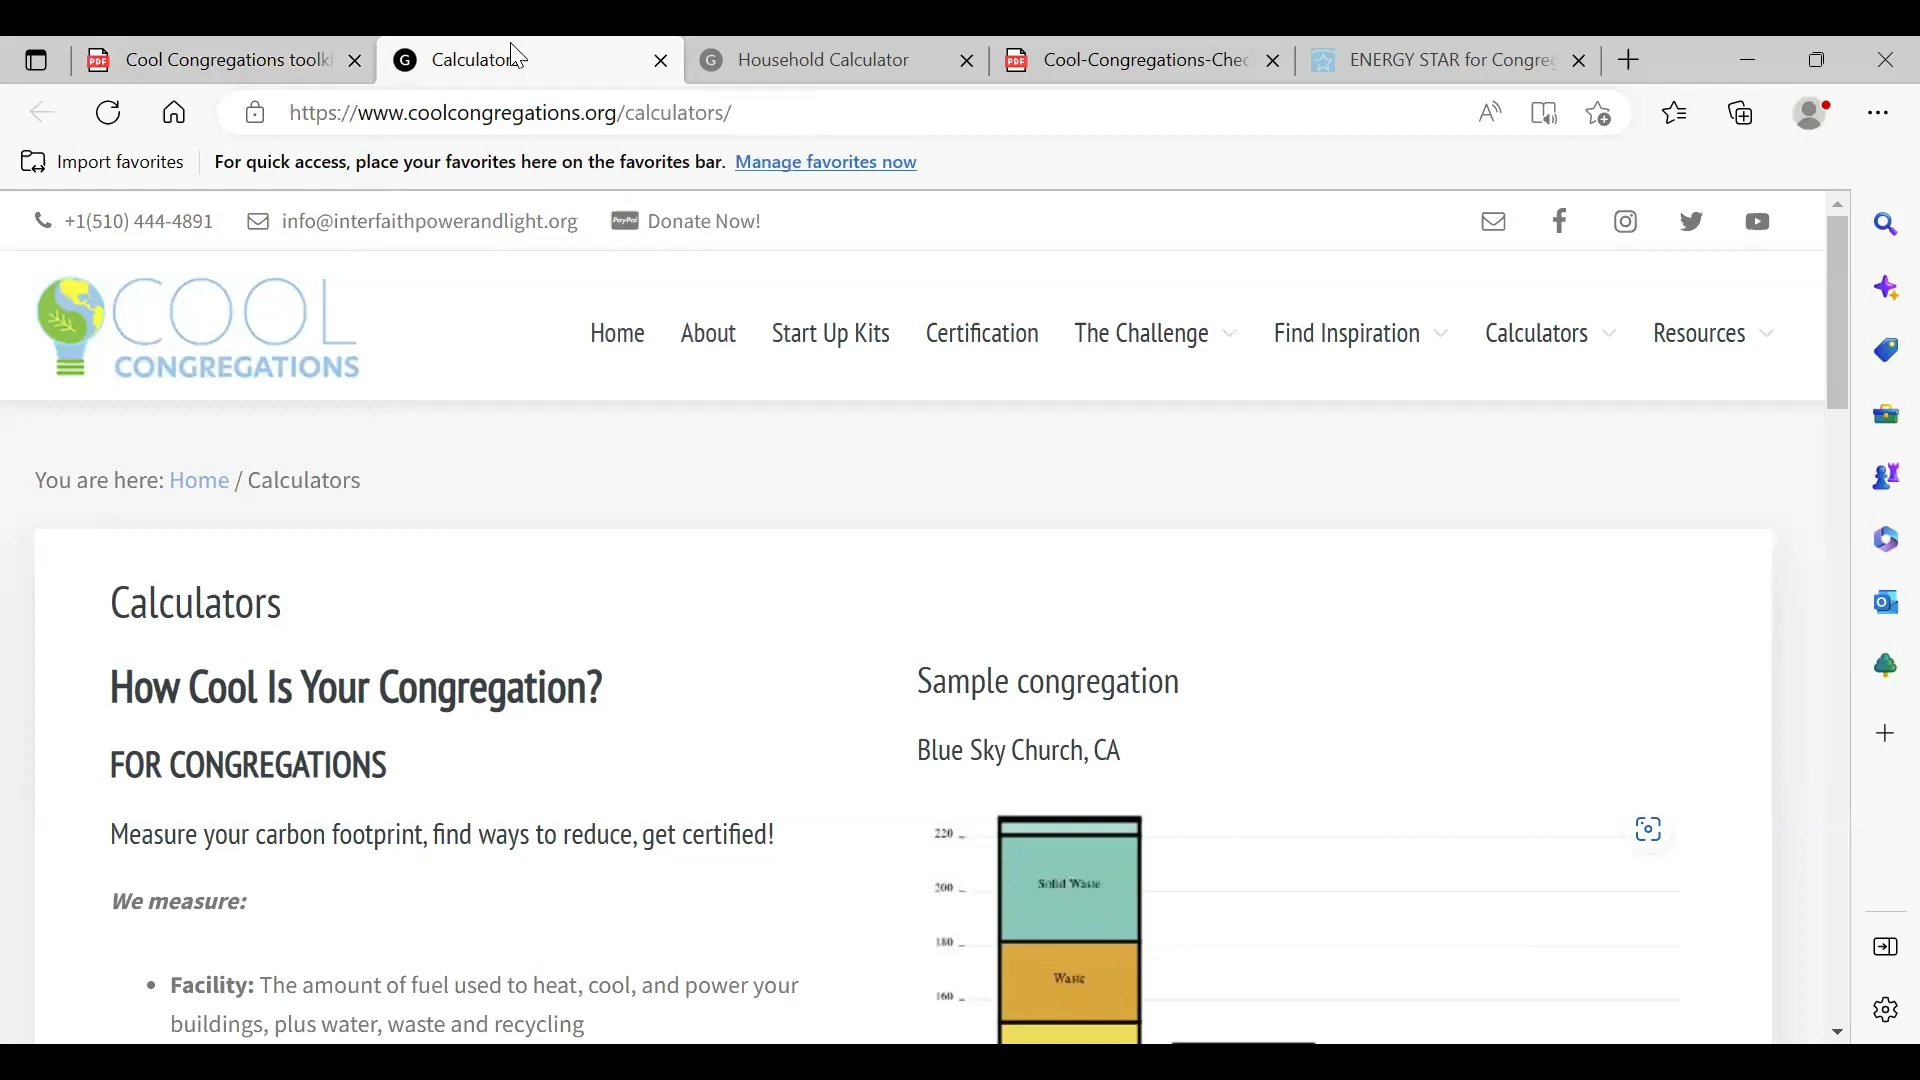 Cool Congregations toolk
Calculators
Household Calculator
Cool-Congregations-Chec
ENERGY STAR for Congreg
https://www.coolcongregations.org/calculators/
Import favorites
For quick access, place your favorites here on the favorites bar. Manage favorites now
+1(510) 444-4891
info@interfaithpowerandlight.org
PayPal
Donate Now!
COOL
CONGREGATIONS
Home
About
Start Up Kits
Certification
The Challenge
Find Inspiration
Calculators
Resources
You are here: Home / Calculators
Calculators
How Cool Is Your Congregation?
FOR CONGREGATIONS
Measure your carbon footprint, find ways to reduce, get certified!
We measure:
• Facility: The amount of fuel used to heat, cool, and power your
buildings, plus water, waste and recycling
Sample congregation
Blue Sky Church, CA
220
Solid Waste
200
180
Waste
160